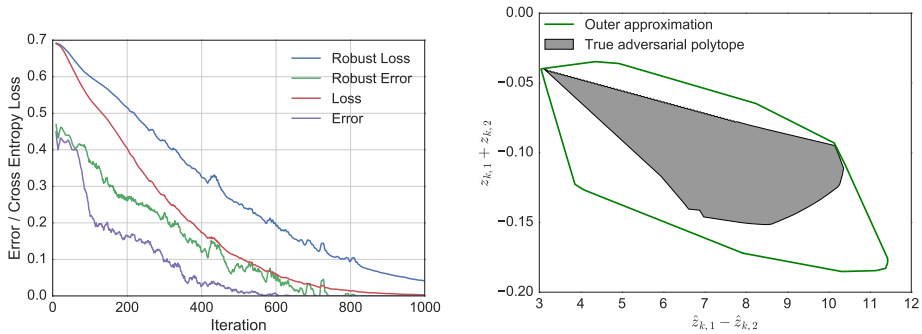 0.7
0.6
0.5
0.4
0.3
0.2
0.1
0.0
0
200
400
600
800
1000
Error / Cross Entropy Loss
Iteration
Robust Loss
Robust Error
Loss
Error
0.00
−0.05
−0.10
−0.15
−0.20
3
4
5
6
7
8
9
10
11
12
z_{k,1} + z_{k,2}
ẑ_{k,1} − ẑ_{k,2}
Outer approximation
True adversarial polytope